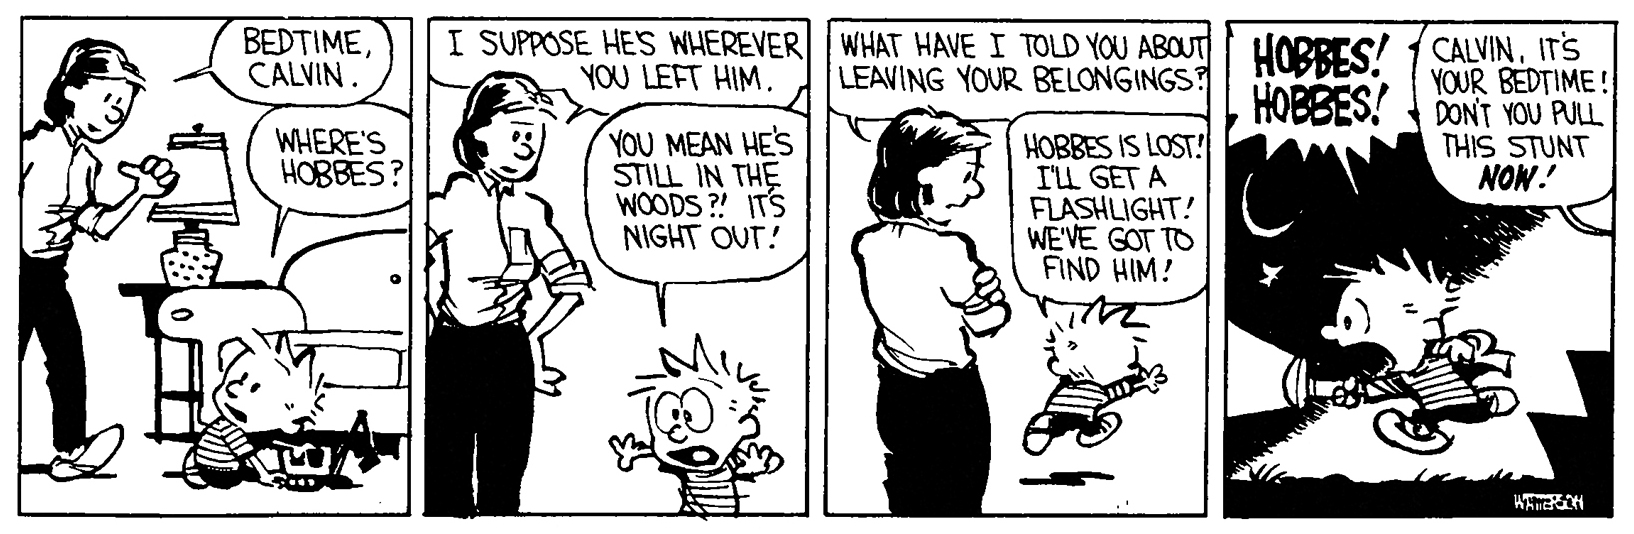 BEDTIME,
CALVIN.
WHERE'S
HOBBES?
I SUPPOSE HE'S WHEREVER
YOU LEFT HIM.
YOU MEAN HE'S
STILL IN THE
WOODS?! IT'S
NIGHT OUT!
WHAT HAVE I TOLD YOU ABOUT
LEAVING YOUR BELONGINGS?
HOBBES IS LOST!
I'LL GET A
FLASHLIGHT!
WE'VE GOT TO
FIND HIM!
HOBBES!
HOBBES!
CALVIN, IT'S
YOUR BEDTIME!
DON'T YOU PULL
THIS STUNT
NOW!
WATTERSON